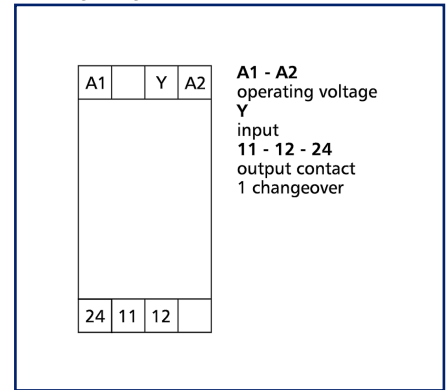 A1 Y A2
A1 - A2
operating voltage
Y
input
11 - 12 - 24
output contact
1 changeover
24 11 12